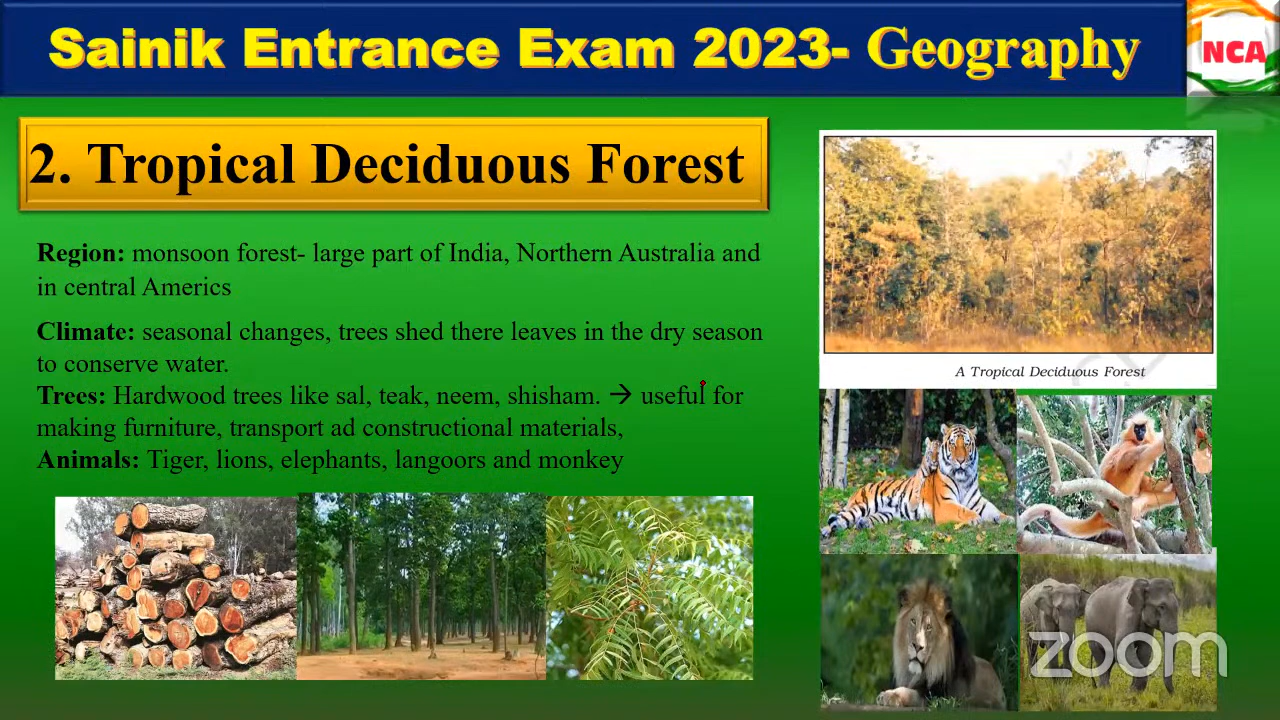 Sainik Entrance Exam 2023- Geography
NCA
2. Tropical Deciduous Forest
Region: monsoon forest- large part of India, Northern Australia and
in central Americs
Climate: seasonal changes, trees shed there leaves in the dry season
to conserve water.
Trees: Hardwood trees like sal, teak, neem, shisham. → useful for
making furniture, transport ad constructional materials,
Animals: Tiger, lions, elephants, langoors and monkey
A Tropical Deciduous Forest
zoom